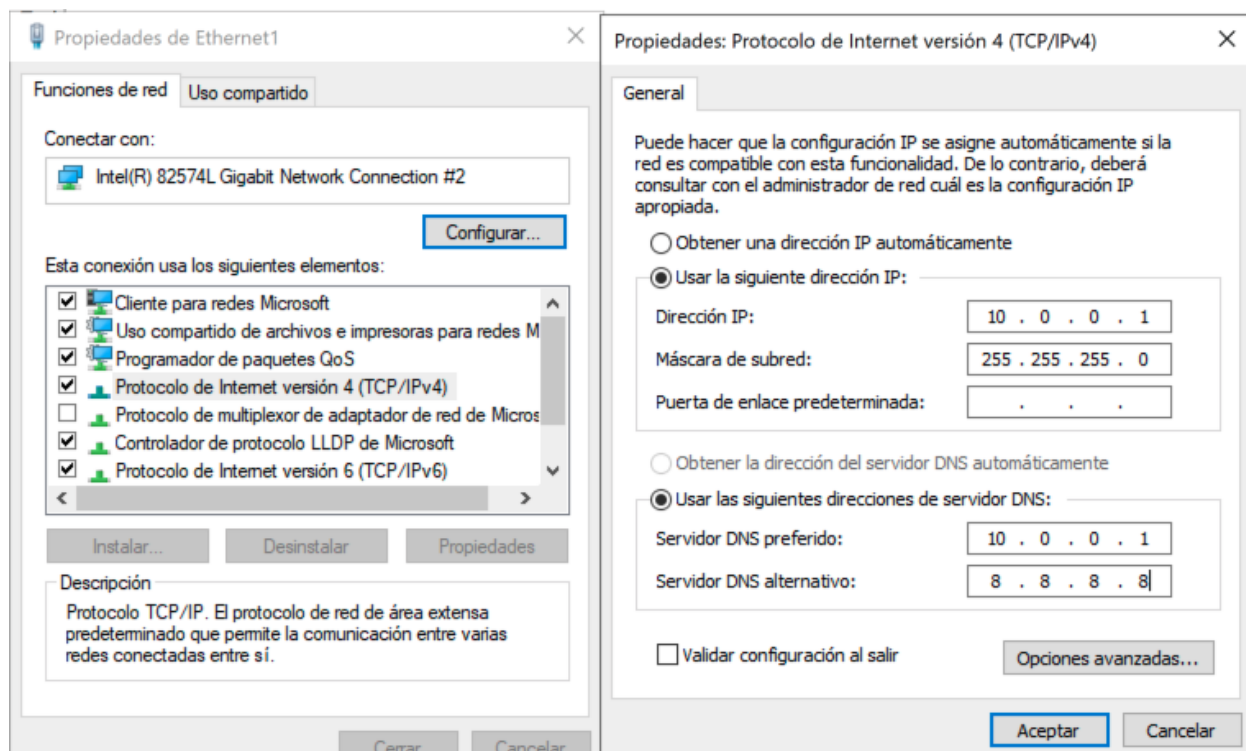 Propiedades de Ethernet1
Funciones de red
Uso compartido
Conectar con:
Intel(R) 82574L Gigabit Network Connection #2
Configurar...
Esta conexión usa los siguientes elementos:
Cliente para redes Microsoft
Uso compartido de archivos e impresoras para redes M
Programador de paquetes QoS
Protocolo de Internet versión 4 (TCP/IPv4)
Protocolo de multiplexor de adaptador de red de Micros
Controlador de protocolo LLDP de Microsoft
Protocolo de Internet versión 6 (TCP/IPv6)
Instalar...
Desinstalar
Propiedades
Descripción
Protocolo TCP/IP. El protocolo de red de área extensa
predeterminado que permite la comunicación entre varias
redes conectadas entre sí.
Cerrar
Cancelar
Propiedades: Protocolo de Internet versión 4 (TCP/IPv4)
General
Puede hacer que la configuración IP se asigne automáticamente si la
red es compatible con esta funcionalidad. De lo contrario, deberá
consultar con el administrador de red cuál es la configuración IP
apropiada.
Obtener una dirección IP automáticamente
Usar la siguiente dirección IP:
Dirección IP: 10 . 0 . 0 . 1
Máscara de subred: 255 . 255 . 255 . 0
Puerta de enlace predeterminada: . . .
Obtener la dirección del servidor DNS automáticamente
Usar las siguientes direcciones de servidor DNS:
Servidor DNS preferido: 10 . 0 . 0 . 1
Servidor DNS alternativo: 8 . 8 . 8 . 8
Validar configuración al salir
Opciones avanzadas...
Aceptar
Cancelar